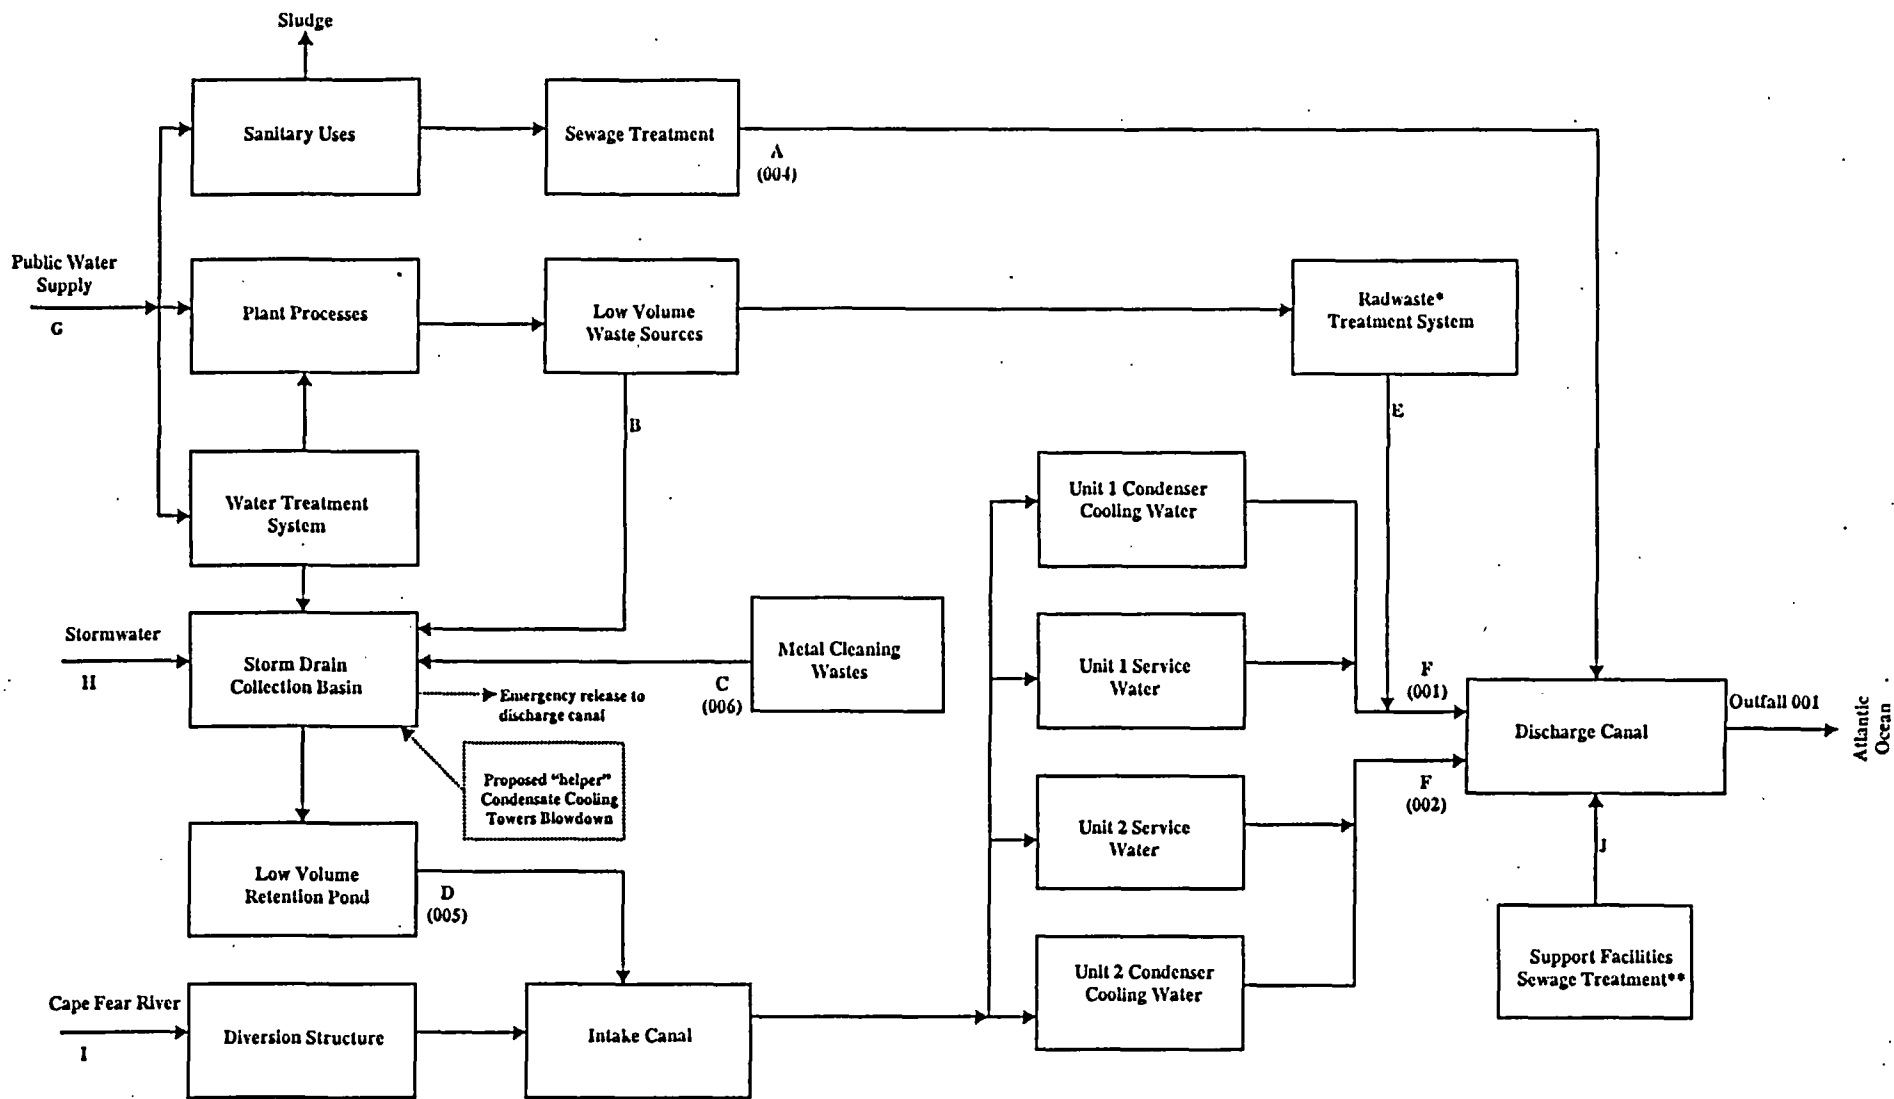 Sludge
Sanitary Uses
Sewage Treatment
A
(004)
Public Water
Supply
G
Plant Processes
Low Volume
Waste Sources
Radwaste*
Treatment System
B
E
Water Treatment
System
Unit 1 Condenser
Cooling Water
Stormwater
H
Storm Drain
Collection Basin
Emergency release to
discharge canal
C
(006)
Metal Cleaning
Wastes
Unit 1 Service
Water
F
(001)
Discharge Canal
Outfall 001
Atlantic
Ocean
Proposed "helper"
Condensate Cooling
Towers Blowdown
Unit 2 Service
Water
F
(002)
J
Low Volume
Retention Pond
D
(005)
Support Facilities
Sewage Treatment**
Cape Fear River
I
Diversion Structure
Intake Canal
Unit 2 Condenser
Cooling Water